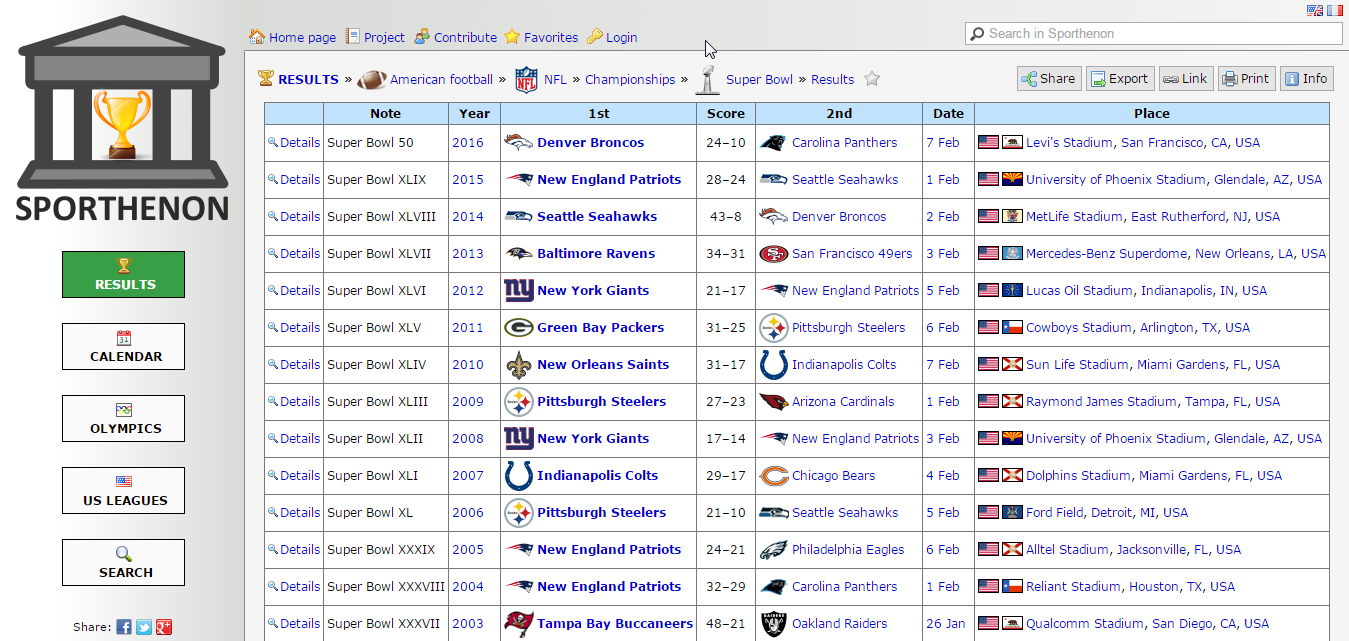 Home page Project Contribute Favorites Login Search in Sporthenon
RESULTS » American football » NFL NFL » Championships » Super Bowl » Results Share Export Link Print Info
SPORTHENON
RESULTS
31
CALENDAR
OLYMPICS
US LEAGUES
SEARCH
Share:
Note Year 1st Score 2nd Date Place
Details Super Bowl 50 2016 Denver Broncos 24-10 Carolina Panthers 7 Feb Levi's Stadium, San Francisco, CA, USA
Details Super Bowl XLIX 2015 New England Patriots 28-24 Seattle Seahawks 1 Feb University of Phoenix Stadium, Glendale, AZ, USA
Details Super Bowl XLVIII 2014 Seattle Seahawks 43-8 Denver Broncos 2 Feb MetLife Stadium, East Rutherford, NJ, USA
Details Super Bowl XLVII 2013 Baltimore Ravens 34-31 San Francisco 49ers 3 Feb Mercedes-Benz Superdome, New Orleans, LA, USA
Details Super Bowl XLVI 2012 ny New York Giants 21-17 New England Patriots 5 Feb Lucas Oil Stadium, Indianapolis, IN, USA
Details Super Bowl XLV 2011 G Green Bay Packers 31-25 Pittsburgh Steelers 6 Feb Cowboys Stadium, Arlington, TX, USA
Details Super Bowl XLIV 2010 New Orleans Saints 31-17 Indianapolis Colts 7 Feb Sun Life Stadium, Miami Gardens, FL, USA
Details Super Bowl XLIII 2009 Pittsburgh Steelers 27-23 Arizona Cardinals 1 Feb Raymond James Stadium, Tampa, FL, USA
Details Super Bowl XLII 2008 ny New York Giants 17-14 New England Patriots 3 Feb University of Phoenix Stadium, Glendale, AZ, USA
Details Super Bowl XLI 2007 Indianapolis Colts 29-17 Chicago Bears 4 Feb Dolphins Stadium, Miami Gardens, FL, USA
Details Super Bowl XL 2006 Pittsburgh Steelers 21-10 Seattle Seahawks 5 Feb Ford Field, Detroit, MI, USA
Details Super Bowl XXXIX 2005 New England Patriots 24-21 Philadelphia Eagles 6 Feb Alltel Stadium, Jacksonville, FL, USA
Details Super Bowl XXXVIII 2004 New England Patriots 32-29 Carolina Panthers 1 Feb Reliant Stadium, Houston, TX, USA
Details Super Bowl XXXVII 2003 Tampa Bay Buccaneers 48-21 Oakland Raiders 26 Jan Qualcomm Stadium, San Diego, CA, USA